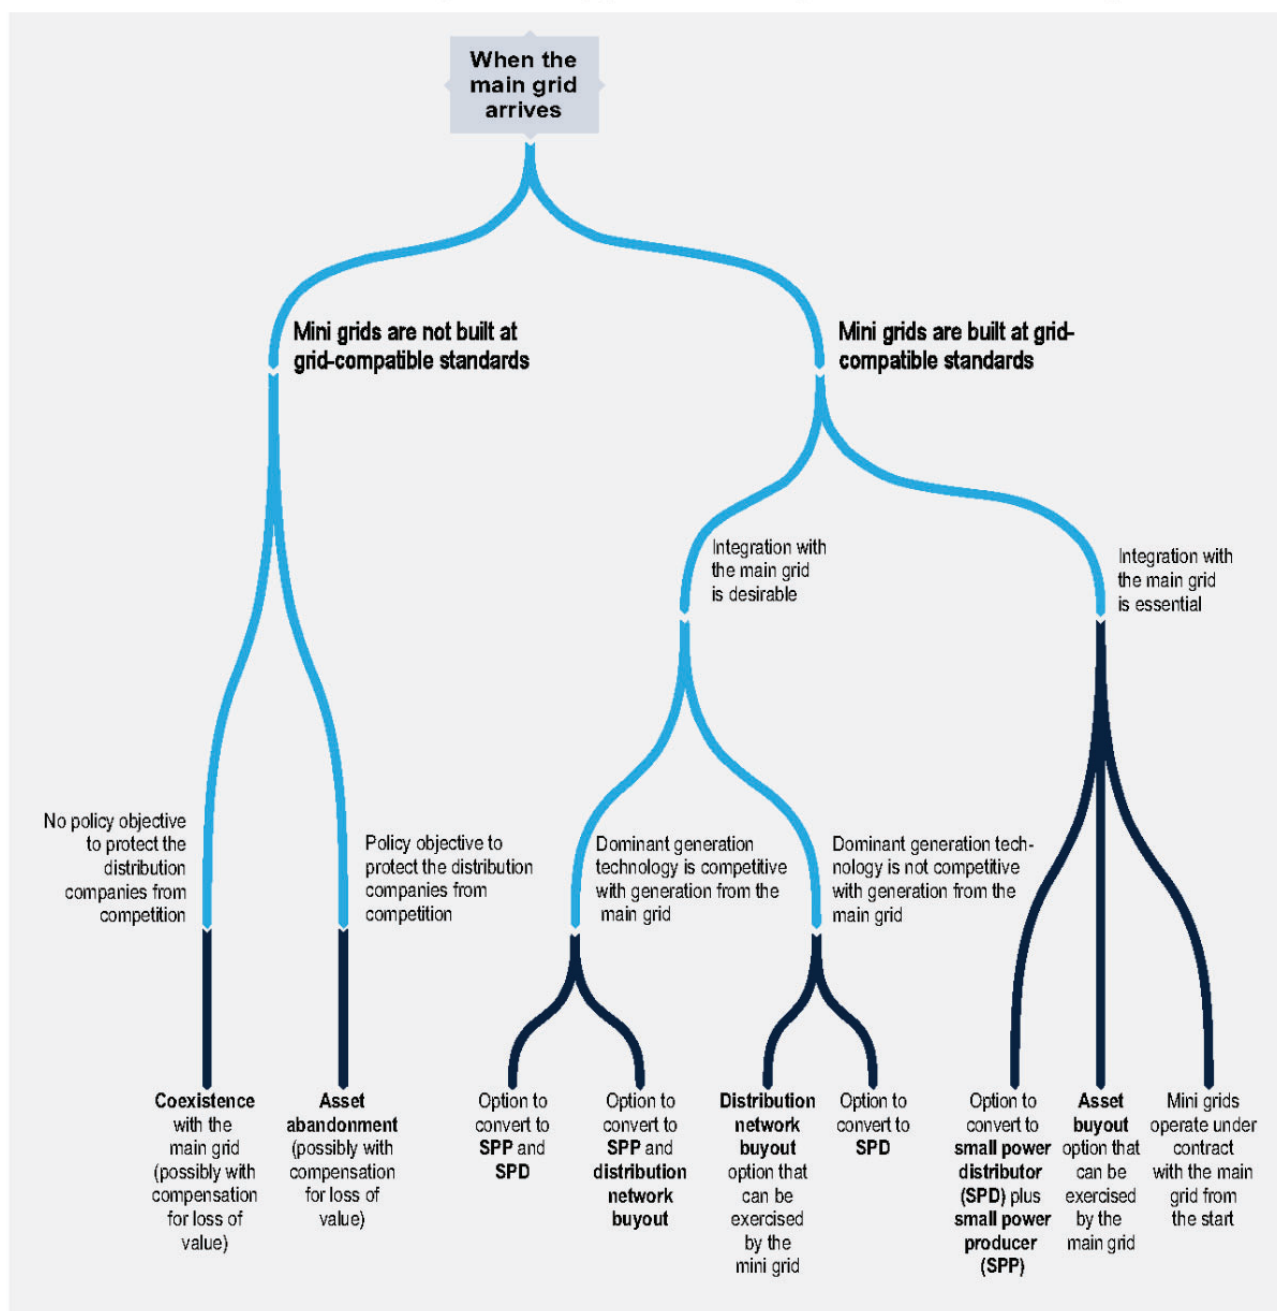 When the
main grid
arrives
Mini grids are not built at
grid-compatible standards
Mini grids are built at grid-
compatible standards
Integration with
the main grid
is desirable
Integration with
the main grid
is essential
No policy objective
to protect the
distribution
companies from
competition
Policy objective to
protect the distribution
companies from
competition
Dominant generation
technology is competitive
with generation from the
main grid
Dominant generation tech-
nology is not competitive
with generation from the
main grid
Coexistence
with the
main grid
(possibly with
compensation
for loss of
value)
Asset
abandonment
(possibly with
compensation
for loss of
value)
Option to
convert to
SPP and
SPD
Option to
convert to
SPP and
distribution
network
buyout
Distribution
network
buyout
option that
can be
exercised
by the
mini grid
Option to
convert to
SPD
Option to
convert to
small power
distributor
(SPD) plus
small power
producer
(SPP)
Asset
buyout
option that
can be
exercised
by the
main grid
Mini grids
operate under
contract
with the main
grid from
the start